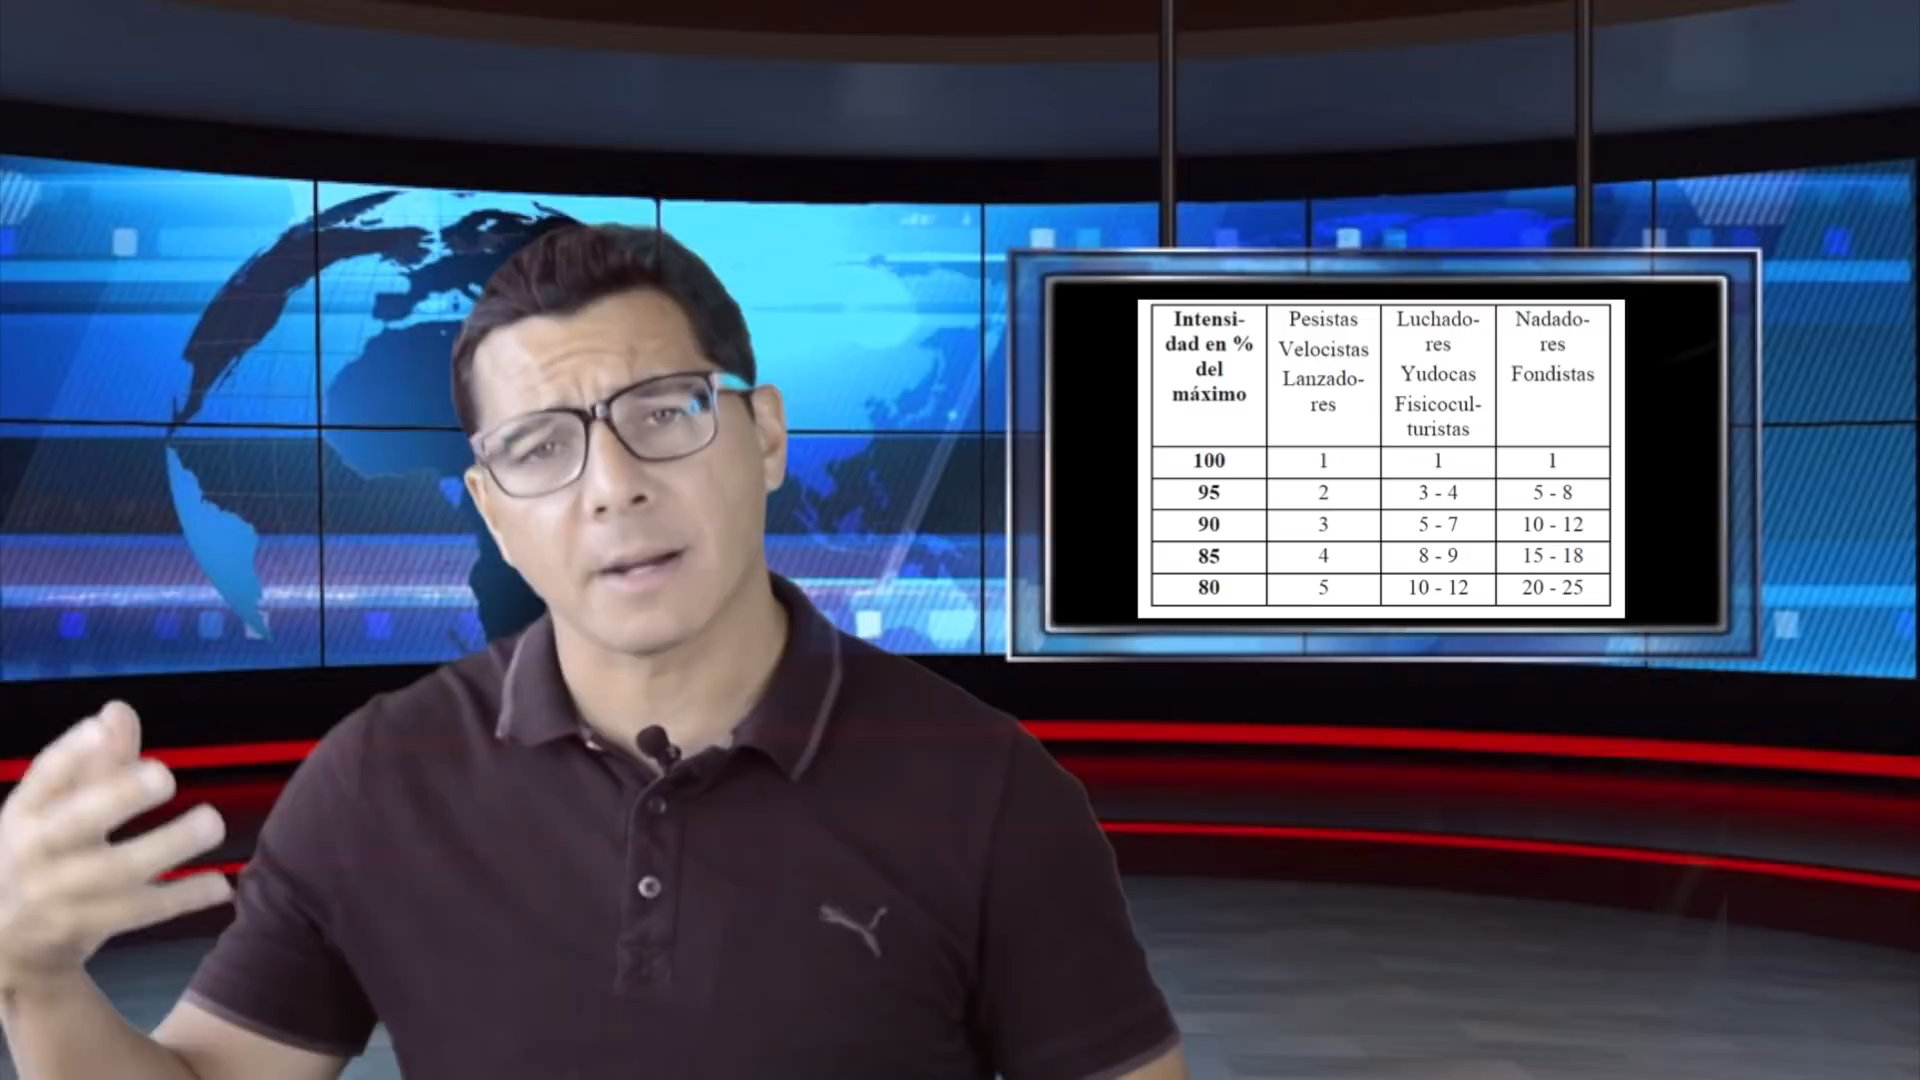 Intensi-
dad en %
del
máximo
Pesistas
Velocistas
Lanzado-
res
Luchado-
res
Yudocas
Fisicocul-
turistas
Nadado-
res
Fondistas
100 1 1 1
95 2 3 - 4 5 - 8
90 3 5 - 7 10 - 12
85 4 8 - 9 15 - 18
80 5 10 - 12 20 - 25